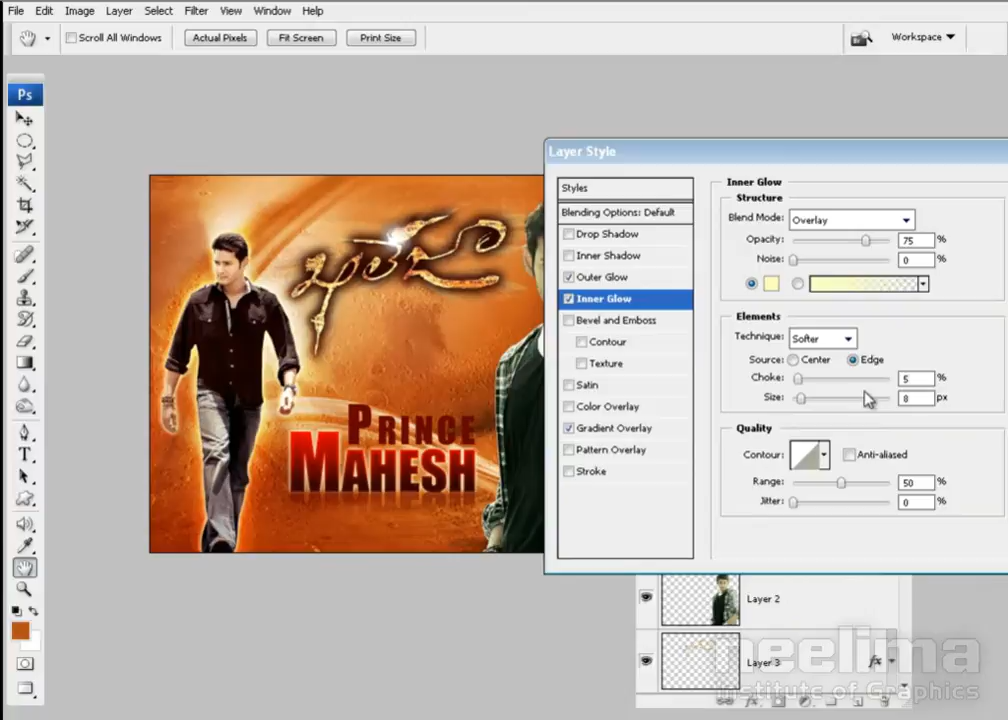 File Edit Image Layer Select Filter View Window Help
Scroll All Windows Actual Pixels Fit Screen Print Size Workspace
Ps
Layer Style
Styles
Blending Options: Default
Drop Shadow
Inner Shadow
Outer Glow
Inner Glow
Bevel and Emboss
Contour
Texture
Satin
Color Overlay
Gradient Overlay
Pattern Overlay
Stroke
Inner Glow
Structure
Blend Mode: Overlay
Opacity: 75 %
Noise: 0 %
Elements
Technique: Softer
Source: Center Edge
Choke: 5 %
Size: 8 px
Quality
Contour: Anti-aliased
Range: 50 %
Jitter: 0 %
ఖలేజా
PRINCE
MAHESH
Layer 2
Layer 3 fx
neelima
Institute of Graphics